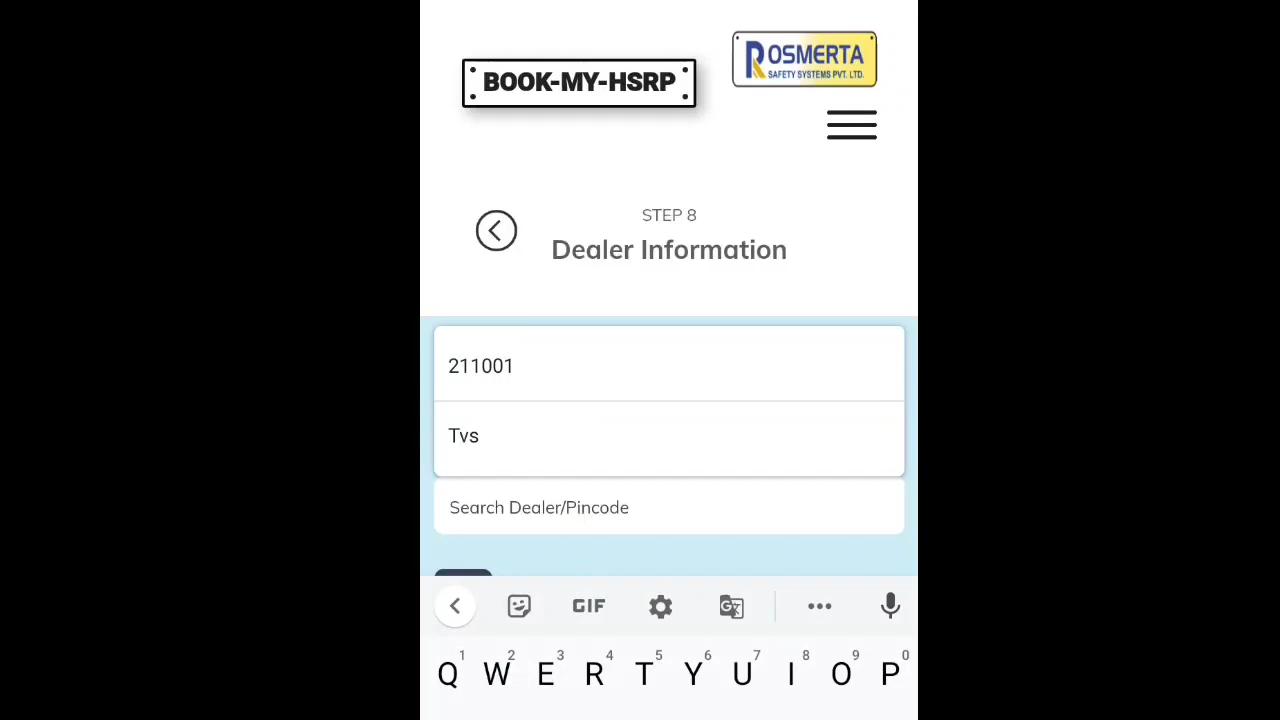 BOOK-MY-HSRP
ROSMERTA
SAFETY SYSTEMS PVT. LTD.
STEP 8
Dealer Information
211001
Tvs
Search Dealer/Pincode
GIF
1 2 3 4 5 6 7 8 9 0
Q W E R T Y U I O P